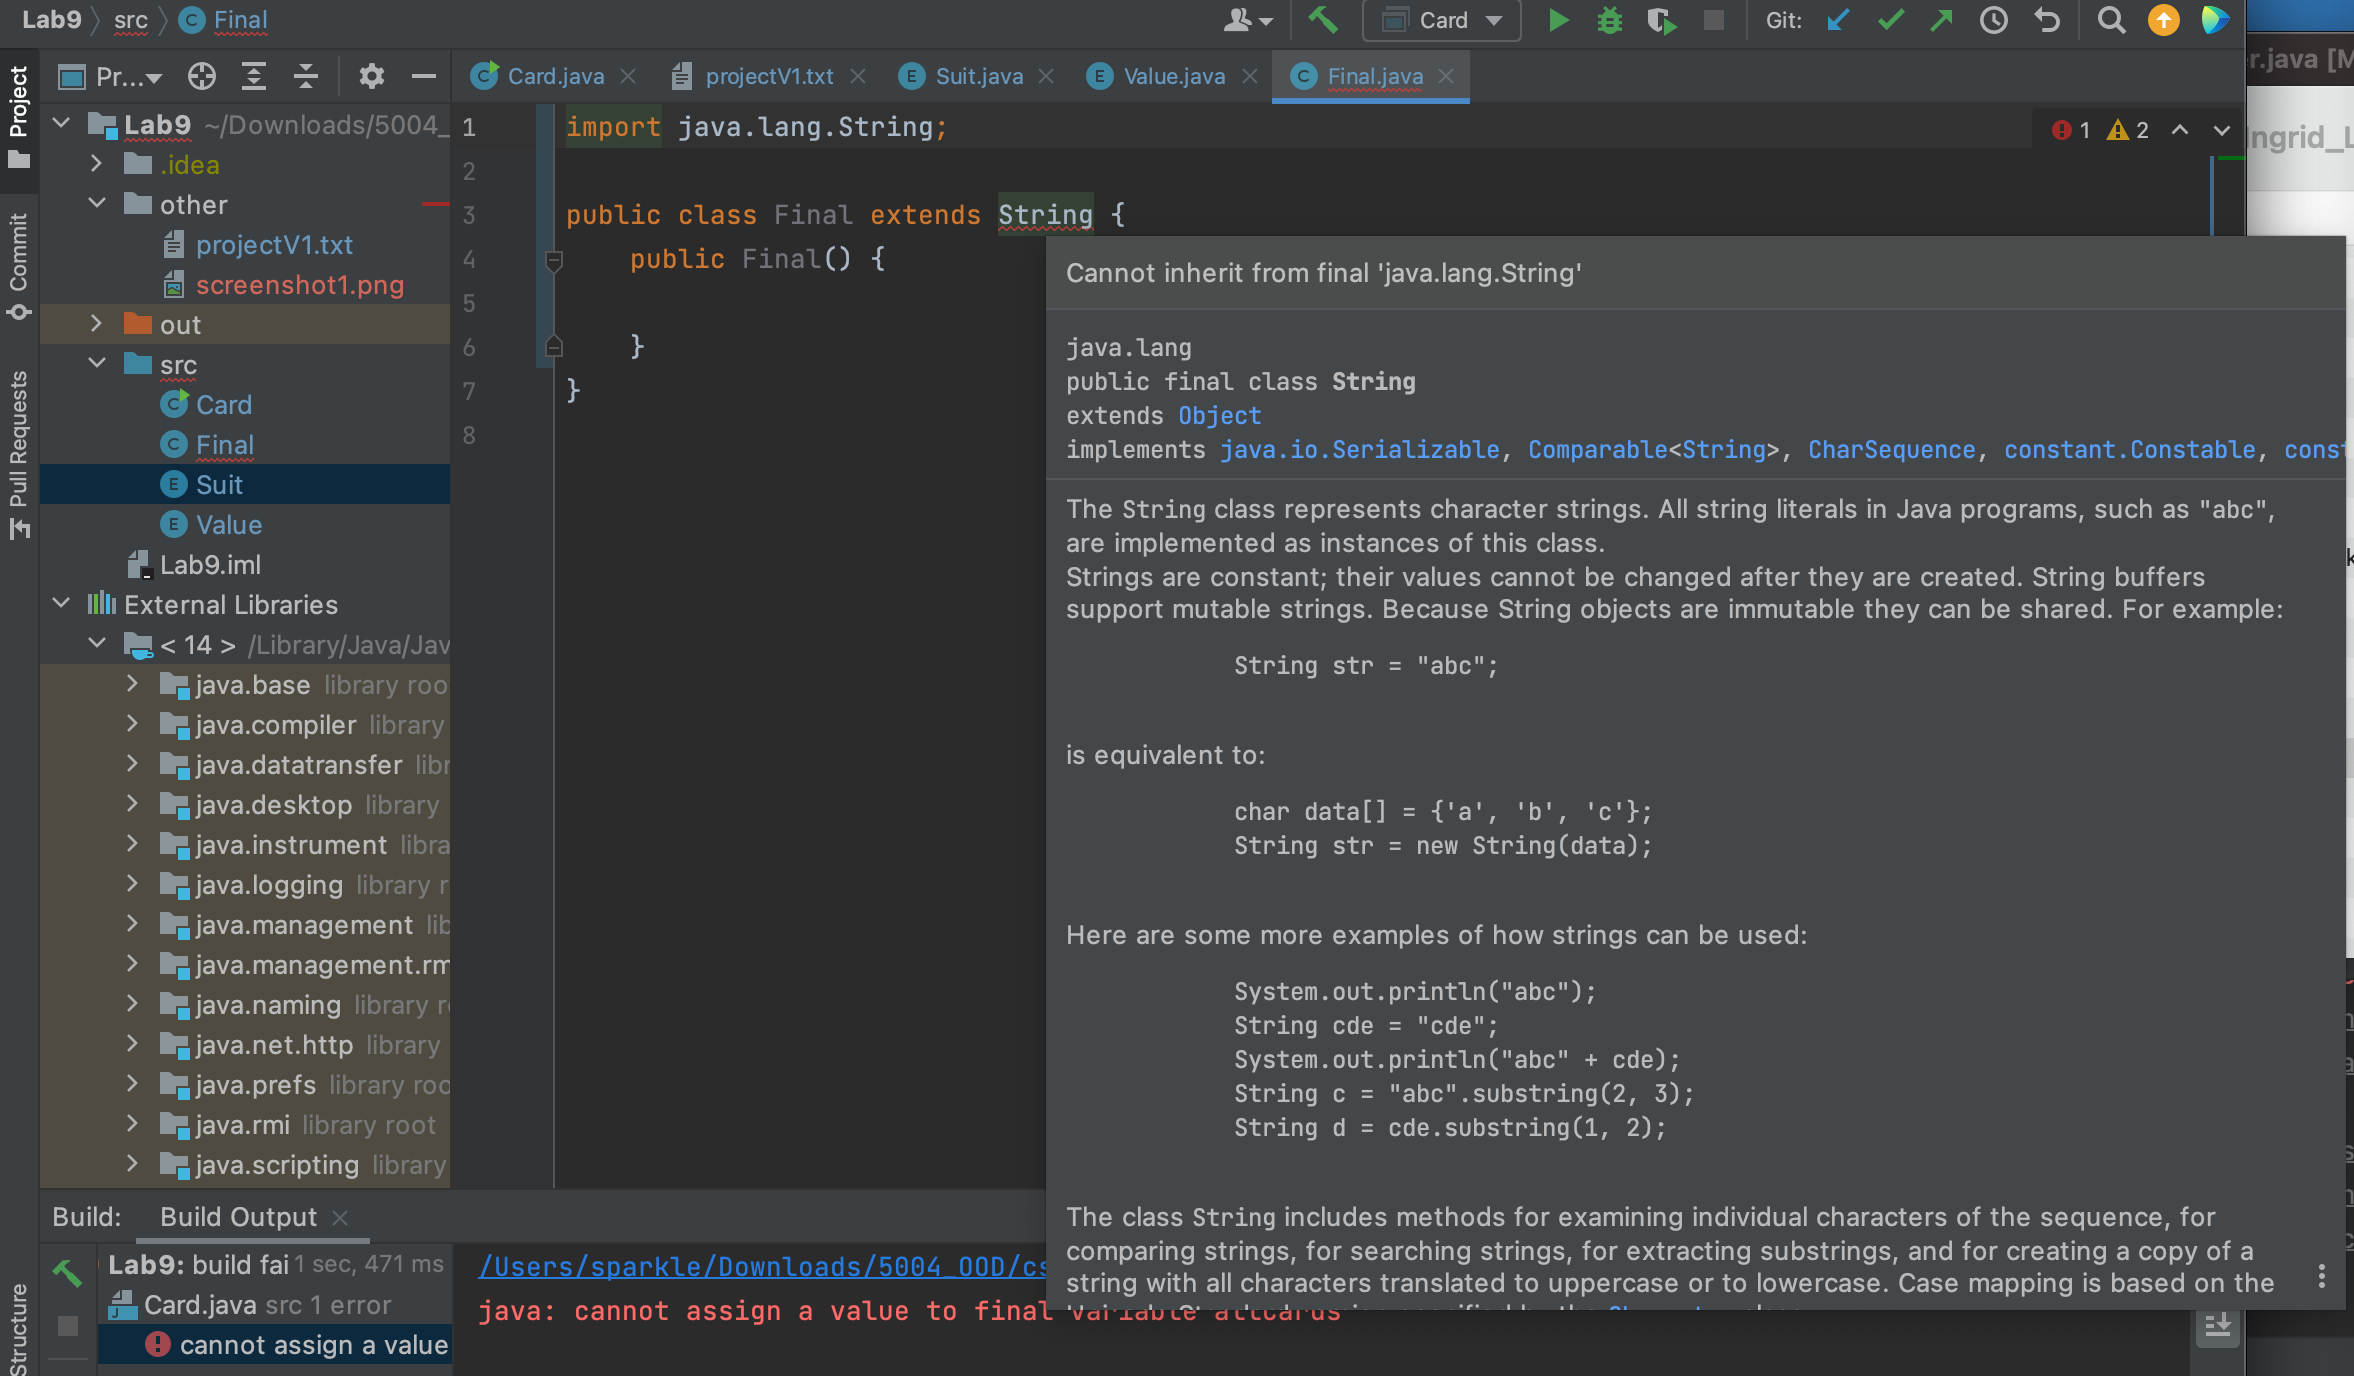 Lab9 src Final
Card
Git:
Project
Commit
Pull Requests
Structure
Pr...
Card.java
projectV1.txt
Suit.java
Value.java
Final.java
r.java [M
Ingrid_L
Lab9 ~/Downloads/5004_
.idea
other
projectV1.txt
screenshot1.png
out
src
Card
Final
Suit
Value
Lab9.iml
External Libraries
< 14 > /Library/Java/Jav
java.base library roo
java.compiler library
java.datatransfer libr
java.desktop library
java.instrument libra
java.logging library r
java.management lib
java.management.rm
java.naming library r
java.net.http library
java.prefs library roo
java.rmi library root
java.scripting library
1 import java.lang.String;
2
3 public class Final extends String {
4 public Final() {
5
6 }
7 }
8
1 2
Cannot inherit from final 'java.lang.String'
java.lang
public final class String
extends Object
implements java.io.Serializable, Comparable<String>, CharSequence, constant.Constable, const
The String class represents character strings. All string literals in Java programs, such as "abc",
are implemented as instances of this class.
Strings are constant; their values cannot be changed after they are created. String buffers
support mutable strings. Because String objects are immutable they can be shared. For example:
String str = "abc";
is equivalent to:
char data[] = {'a', 'b', 'c'};
String str = new String(data);
Here are some more examples of how strings can be used:
System.out.println("abc");
String cde = "cde";
System.out.println("abc" + cde);
String c = "abc".substring(2, 3);
String d = cde.substring(1, 2);
The class String includes methods for examining individual characters of the sequence, for
comparing strings, for searching strings, for extracting substrings, and for creating a copy of a
string with all characters translated to uppercase or to lowercase. Case mapping is based on the
Build: Build Output
Lab9: build fai 1 sec, 471 ms
Card.java src 1 error
cannot assign a value
/Users/sparkle/Downloads/5004_OOD/cs
java: cannot assign a value to final variable allcards